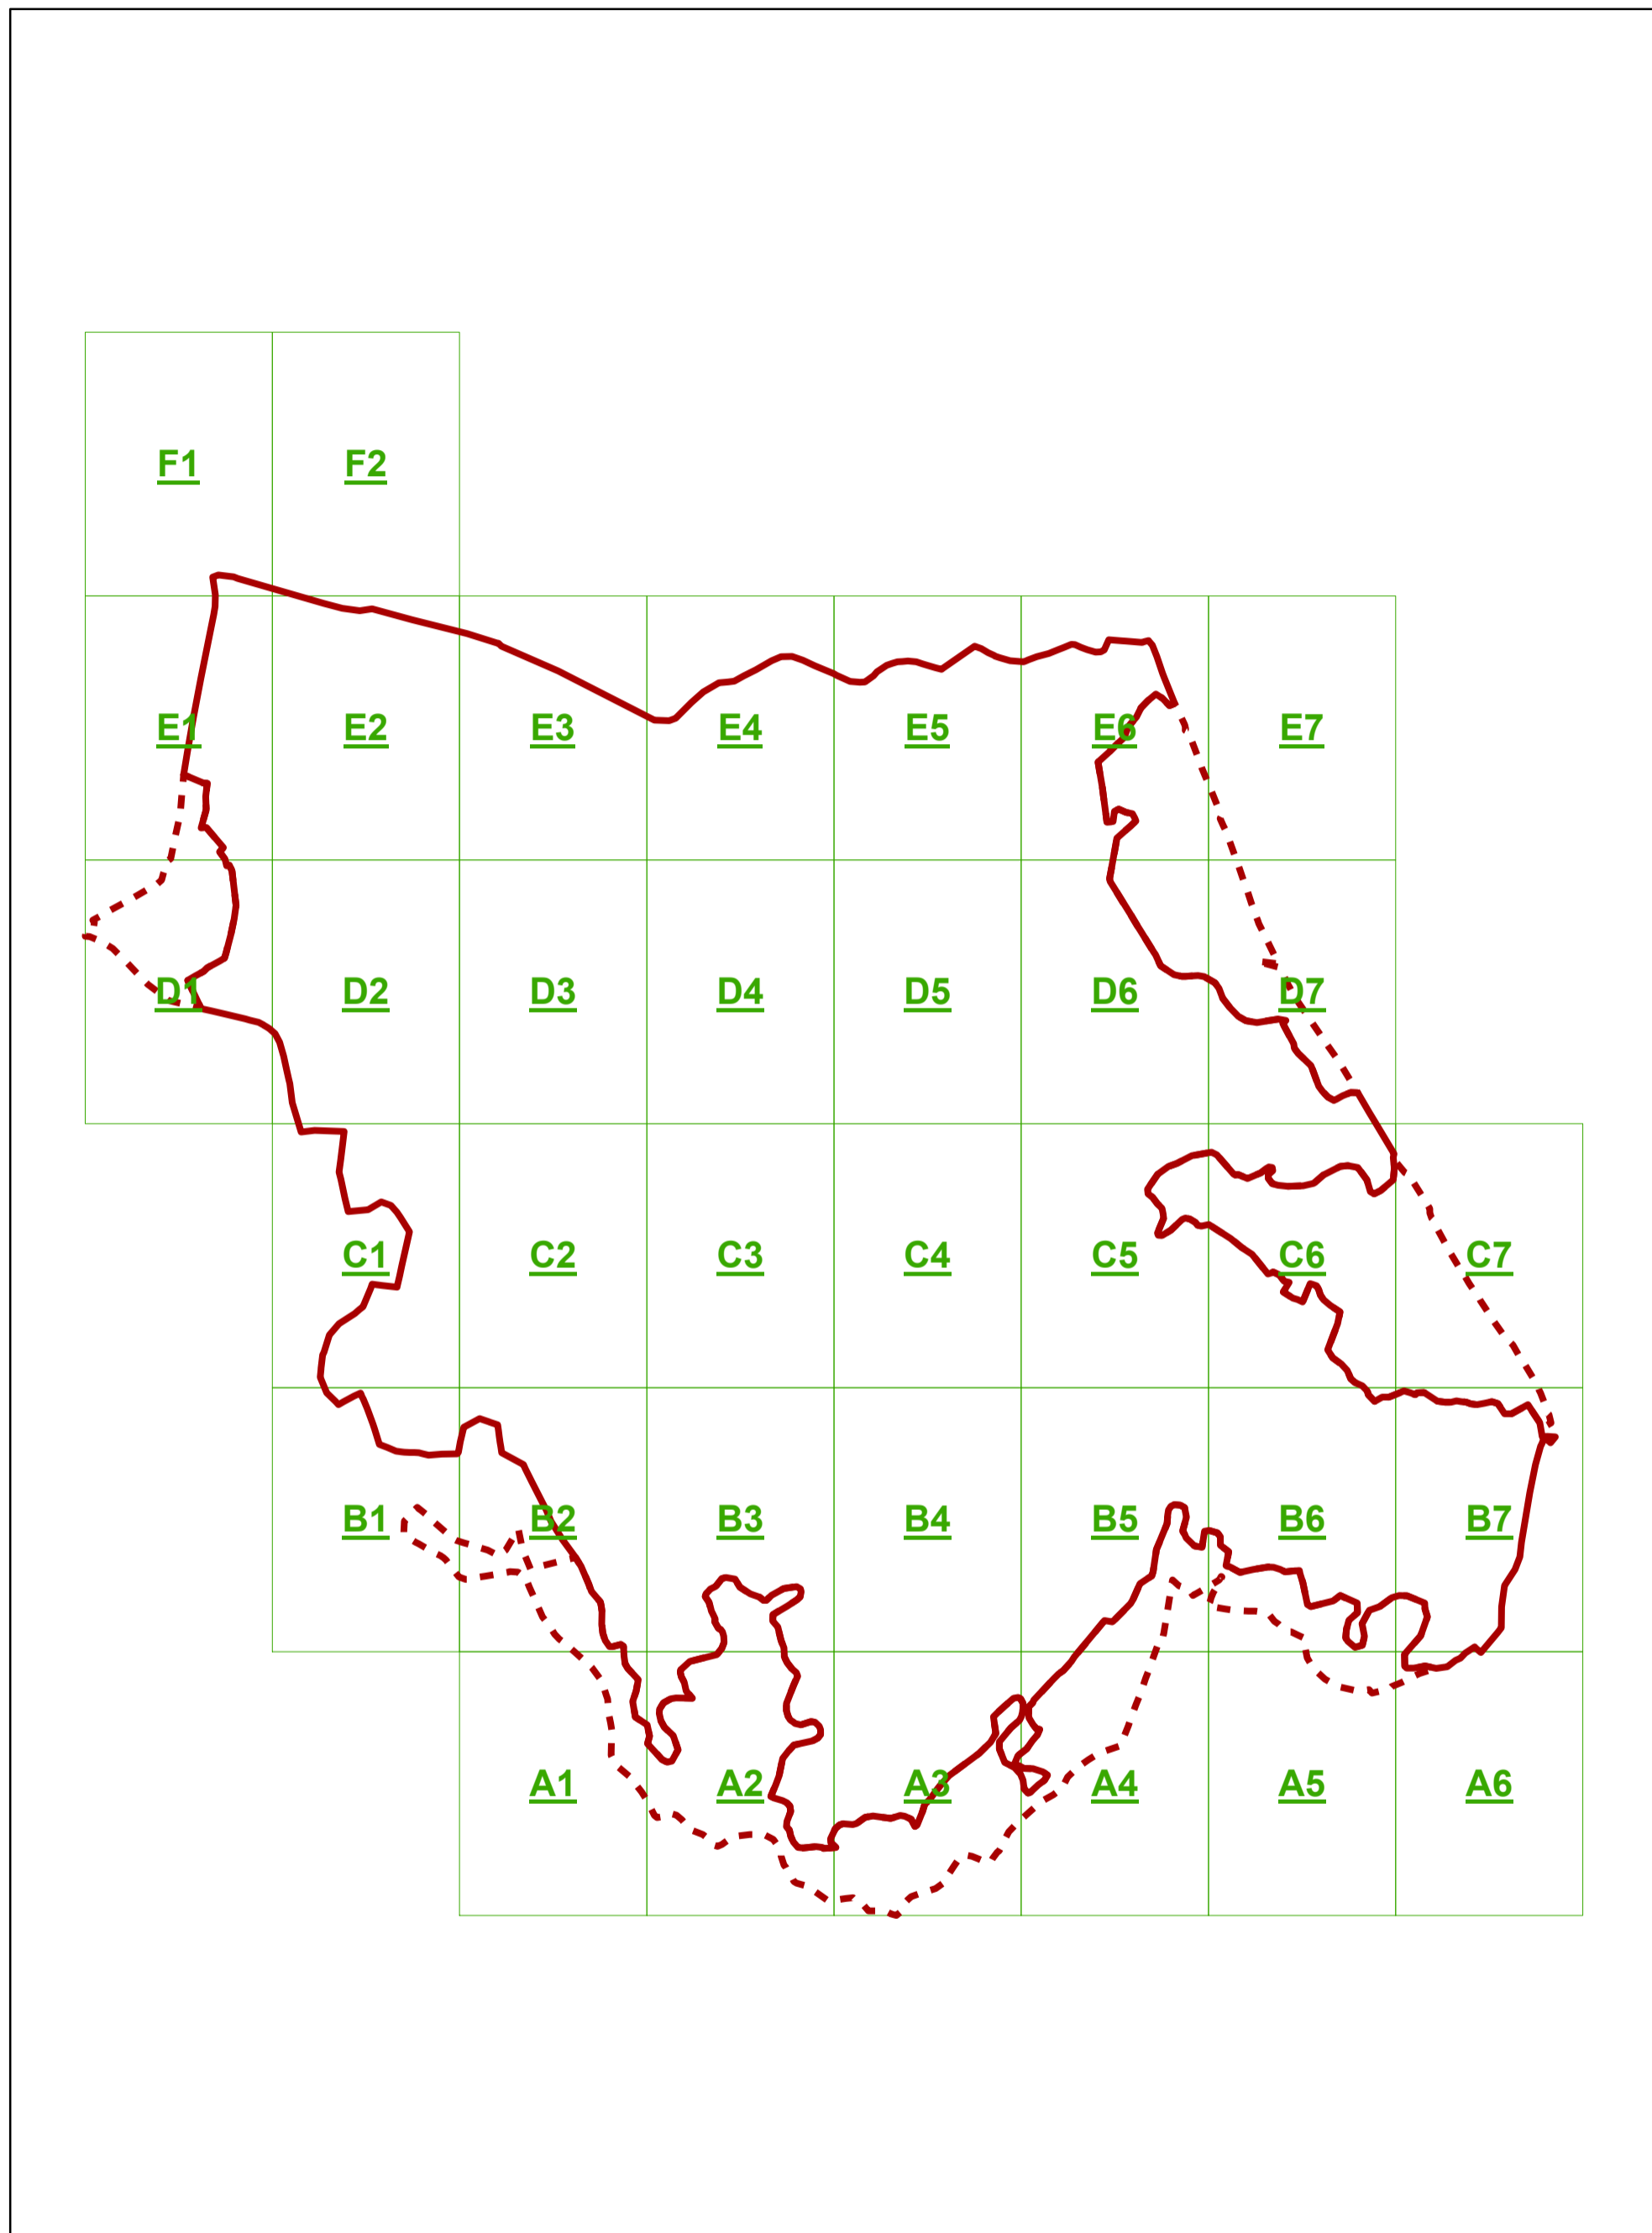 F1 F2
E1 E2 E3 E4 E5 E6 E7
D1 D2 D3 D4 D5 D6 D7
C1 C2 C3 C4 C5 C6 C7
B1 B2 B3 B4 B5 B6 B7
A1 A2 A3 A4 A5 A6